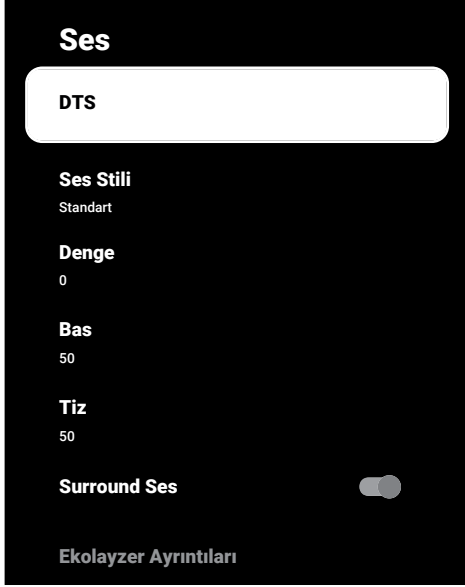 Ses
DTS
Ses Stili
Standart
Denge
0
Bas
50
Tiz
50
Surround Ses
Ekolayzer Ayrıntıları